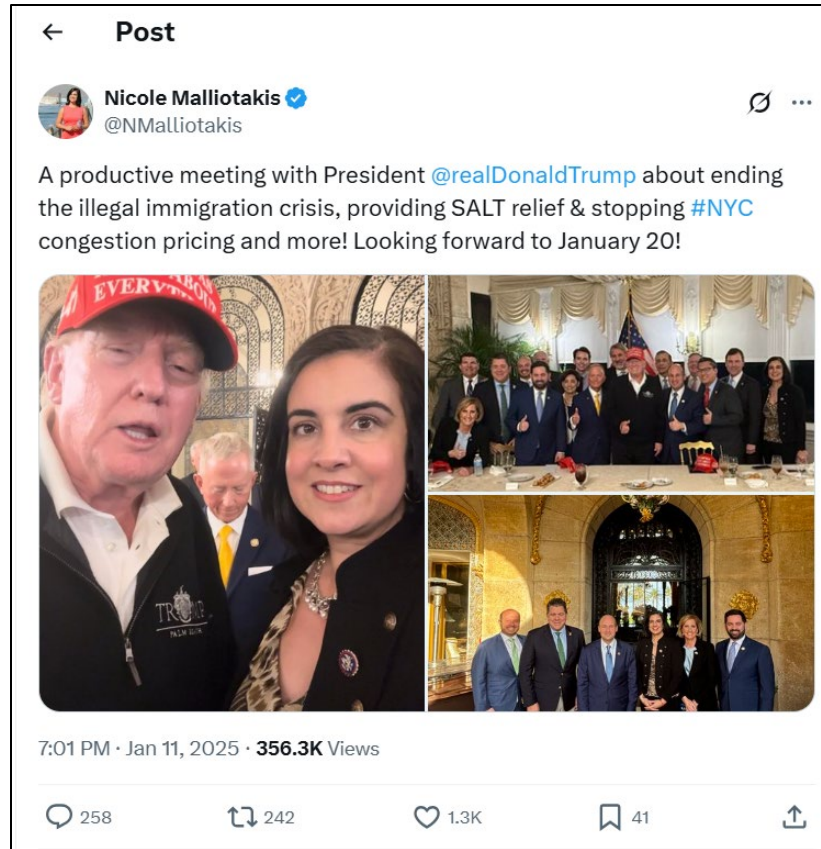 Post
Nicole Malliotakis
@NMalliotakis
A productive meeting with President @realDonaldTrump about ending
the illegal immigration crisis, providing SALT relief & stopping #NYC
congestion pricing and more! Looking forward to January 20!
ABOUT
EVERYTHING
TRUMP
PALM BEACH
7:01 PM · Jan 11, 2025 · 356.3K Views
258
242
1.3K
41